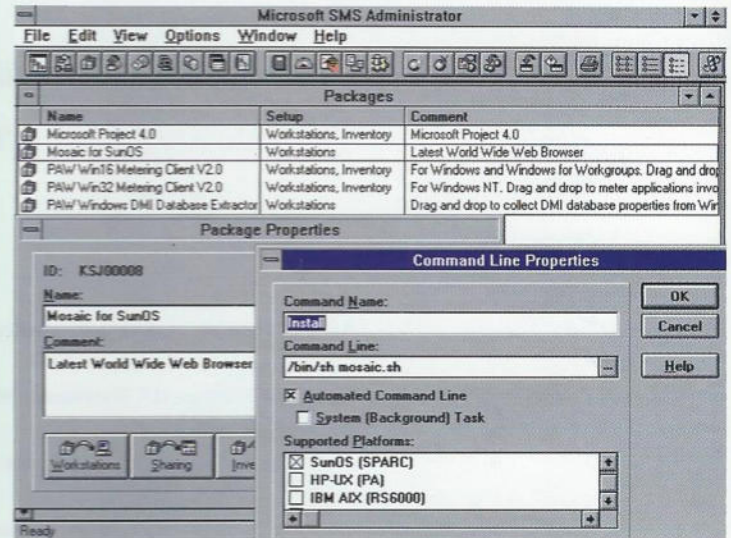 Microsoft SMS Administrator
File Edit View Options Window Help
Packages
Name Setup Comment
Microsoft Project 4.0 Workstations, Inventory Microsoft Project 4.0
Mosaic for SunOS Workstations Latest World Wide Web Browser
PAW Win16 Metering Client V2.0 Workstations, Inventory For Windows and Windows for Workgroups. Drag and drop
PAW Win32 Metering Client V2.0 Workstations, Inventory For Windows NT. Drag and drop to meter applications invo
PAW Windows DMI Database Extractor Workstations Drag and drop to collect DMI database properties from Win
Package Properties
ID: KSJ00008
Name:
Mosaic for SunOS
Comment:
Latest World Wide Web Browser
Workstations Sharing Inve
Command Line Properties
Command Name:
Install
Command Line:
/bin/sh mosaic.sh
...
Automated Command Line
System (Background) Task
Supported Platforms:
SunOS (SPARC)
HP-UX (PA)
IBM AIX (RS6000)
OK
Cancel
Help
Ready